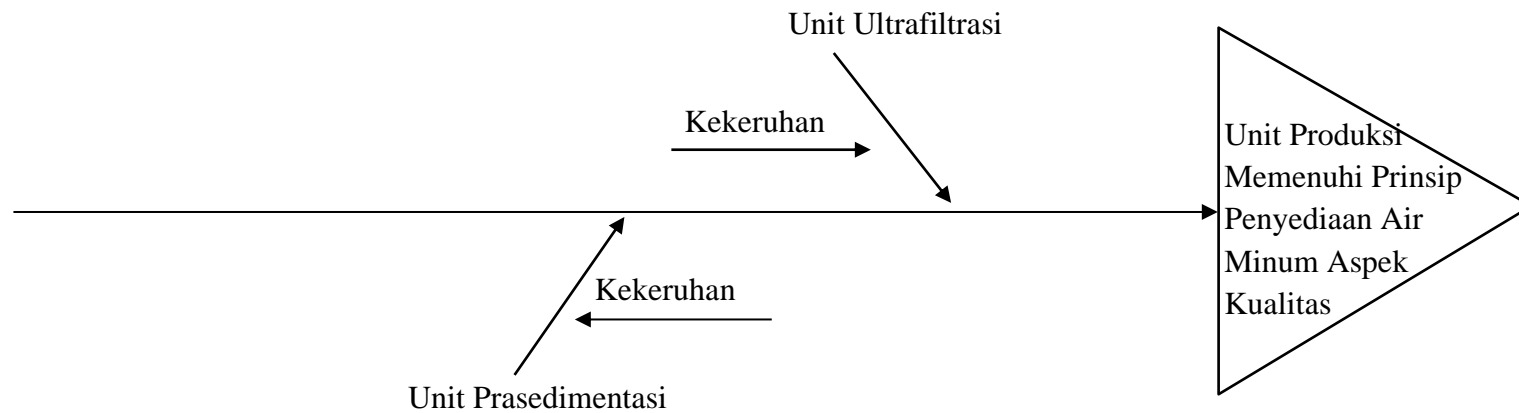 Unit Ultrafiltrasi
Kekeruhan
Unit Produksi
Memenuhi Prinsip
Penyediaan Air
Minum Aspek
Kualitas
Kekeruhan
Unit Prasedimentasi